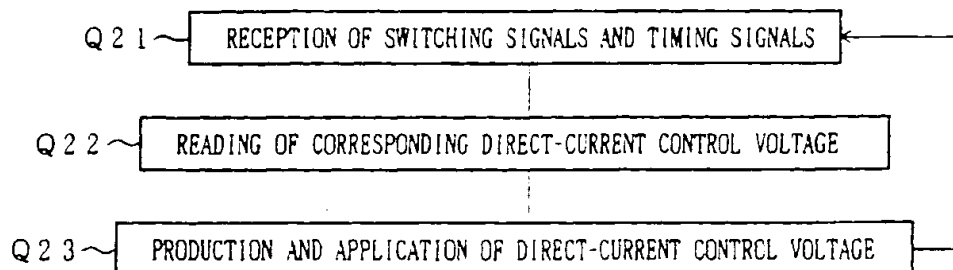 Q21 RECEPTION OF SWITCHING SIGNALS AND TIMING SIGNALS
Q22 READING OF CORRESPONDING DIRECT-CURRENT CONTROL VOLTAGE
Q23 PRODUCTION AND APPLICATION OF DIRECT-CURRENT CONTROL VOLTAGE